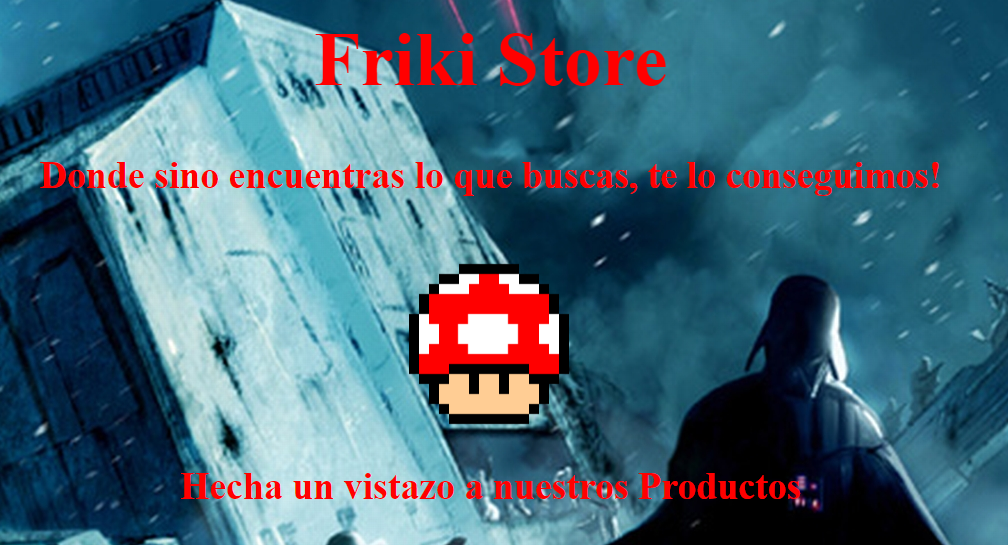 Friki Store
Donde sino encuentras lo que buscas, te lo conseguimos!
Hecha un vistazo a nuestros Productos